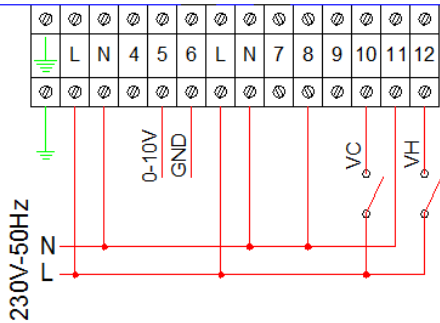 L N 4 5 6 L N 7 8 9 10 11 12
0-10V
GND
VC
VH
230V-50Hz
N
L